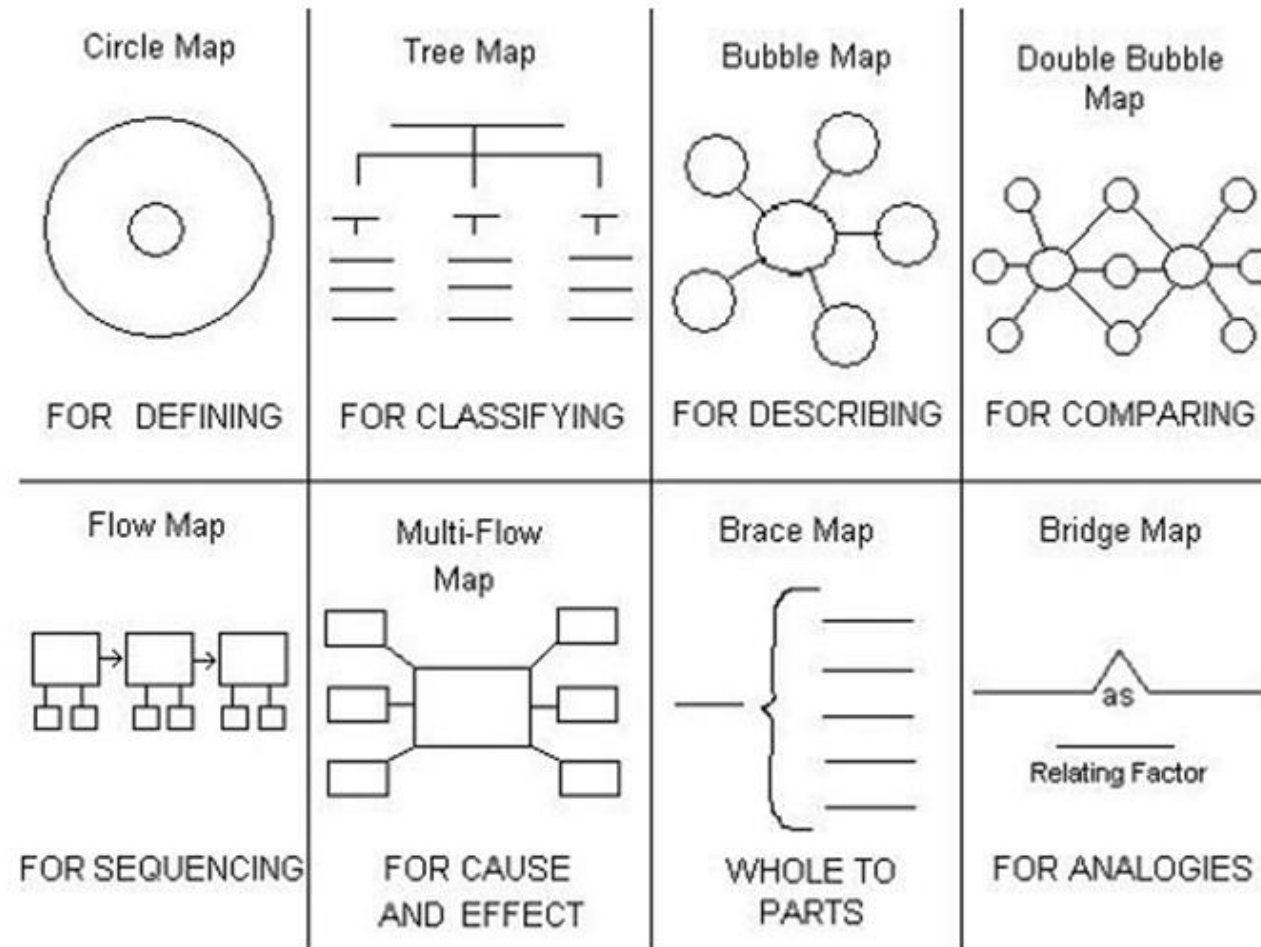 Circle Map
Tree Map
Bubble Map
Double Bubble
Map
FOR DEFINING
FOR CLASSIFYING
FOR DESCRIBING
FOR COMPARING
Flow Map
Multi-Flow
Map
Brace Map
Bridge Map
as
Relating Factor
FOR SEQUENCING
FOR CAUSE
AND EFFECT
WHOLE TO
PARTS
FOR ANALOGIES